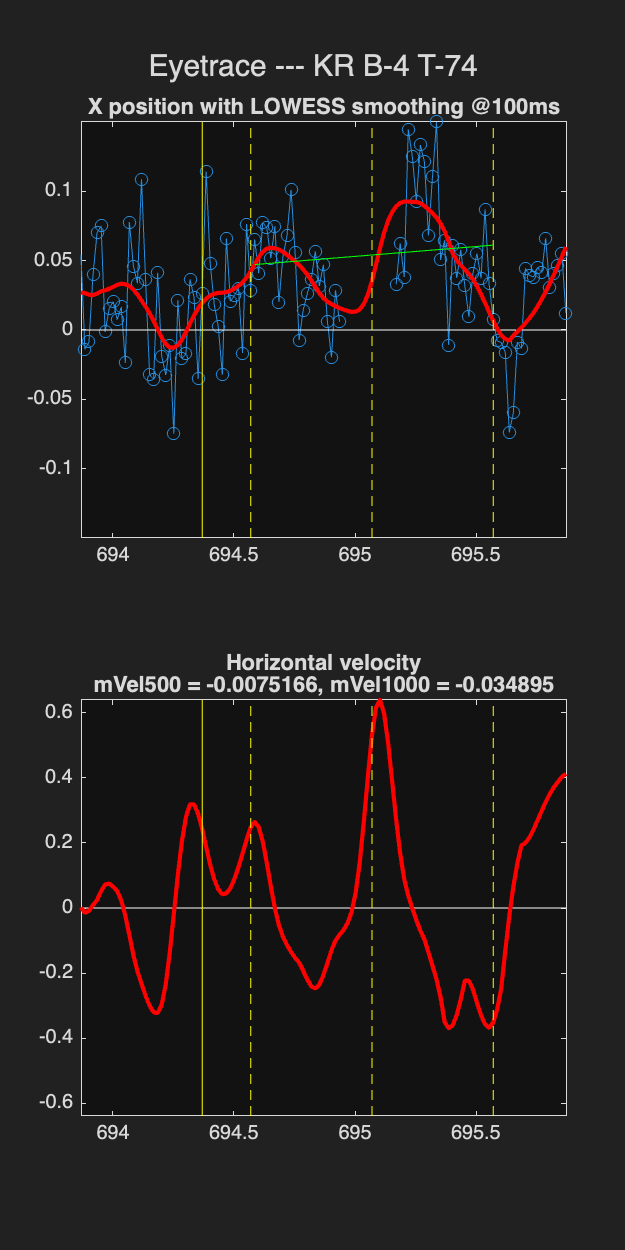 Eyetrace --- KR B-4 T-74
X position with LOWESS smoothing @100ms
0.1
0.05
0
-0.05
-0.1
694 694.5 695 695.5
Horizontal velocity
mVel500 = -0.0075166, mVel1000 = -0.034895
0.6
0.4
0.2
0
-0.2
-0.4
-0.6
694 694.5 695 695.5